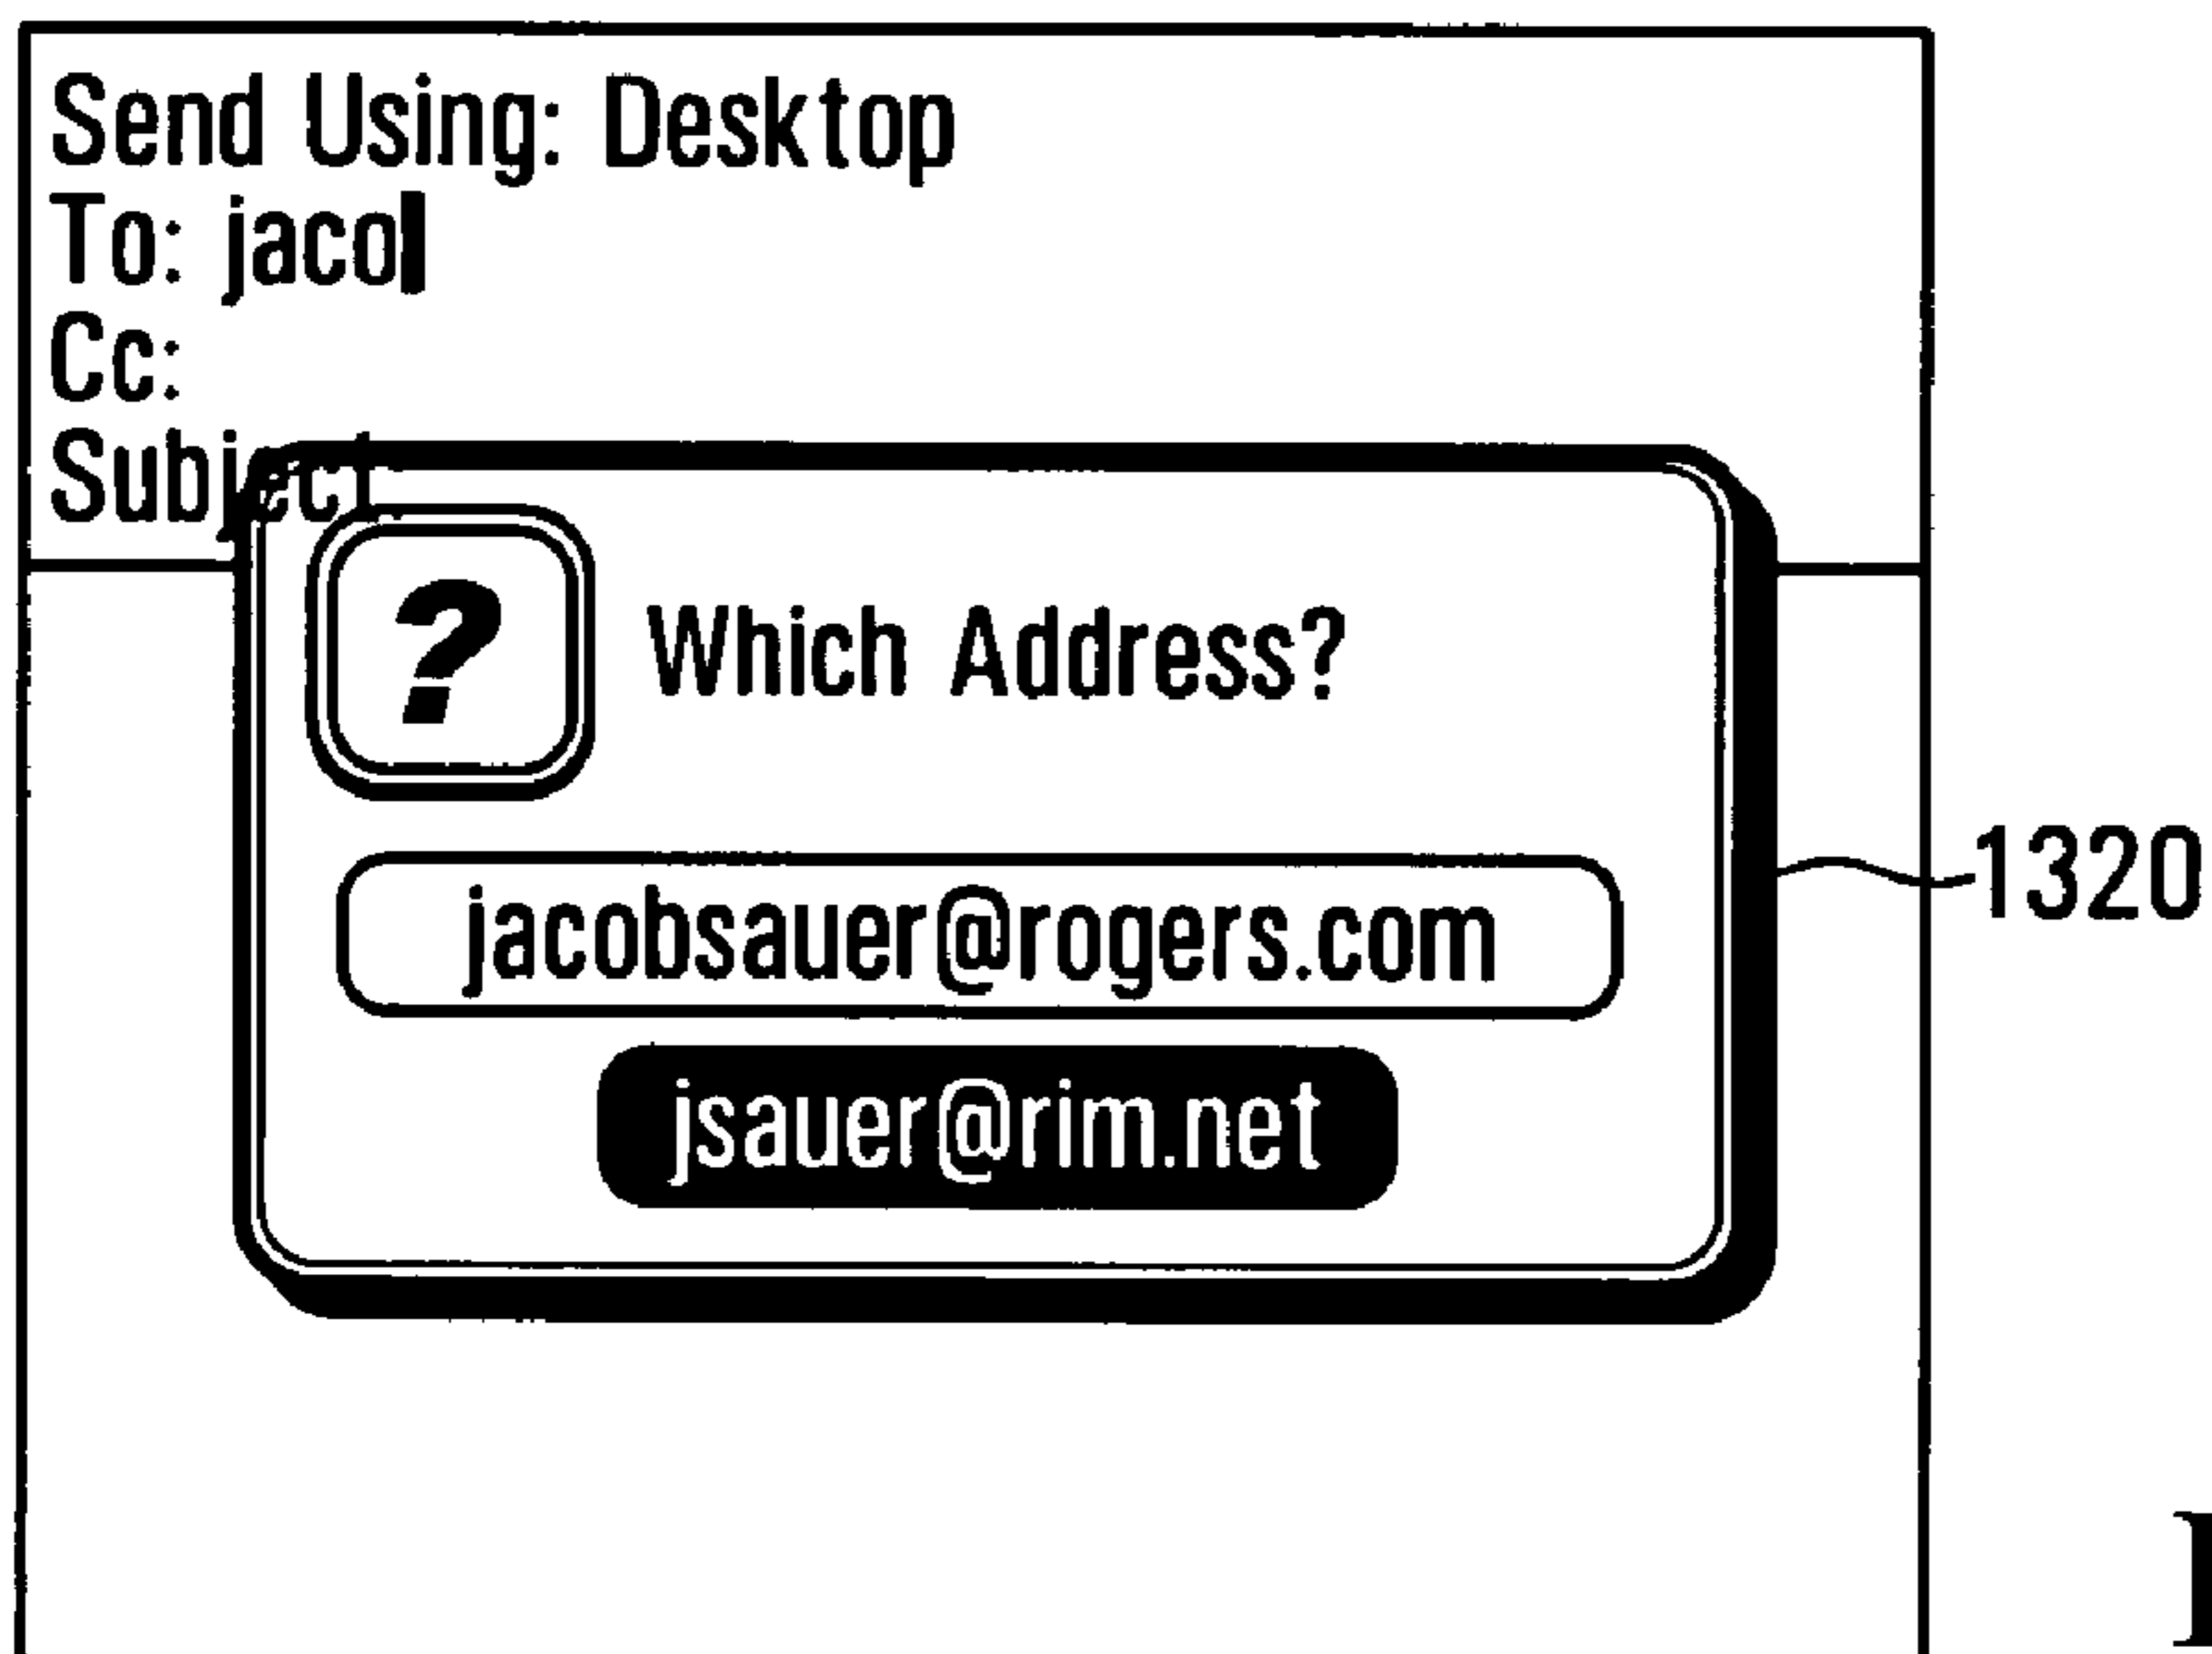 Send Using: Desktop
To: jaco
Cc:
Subject:
?
Which Address?
jacobsauer@rogers.com
jsauer@rim.net
1320